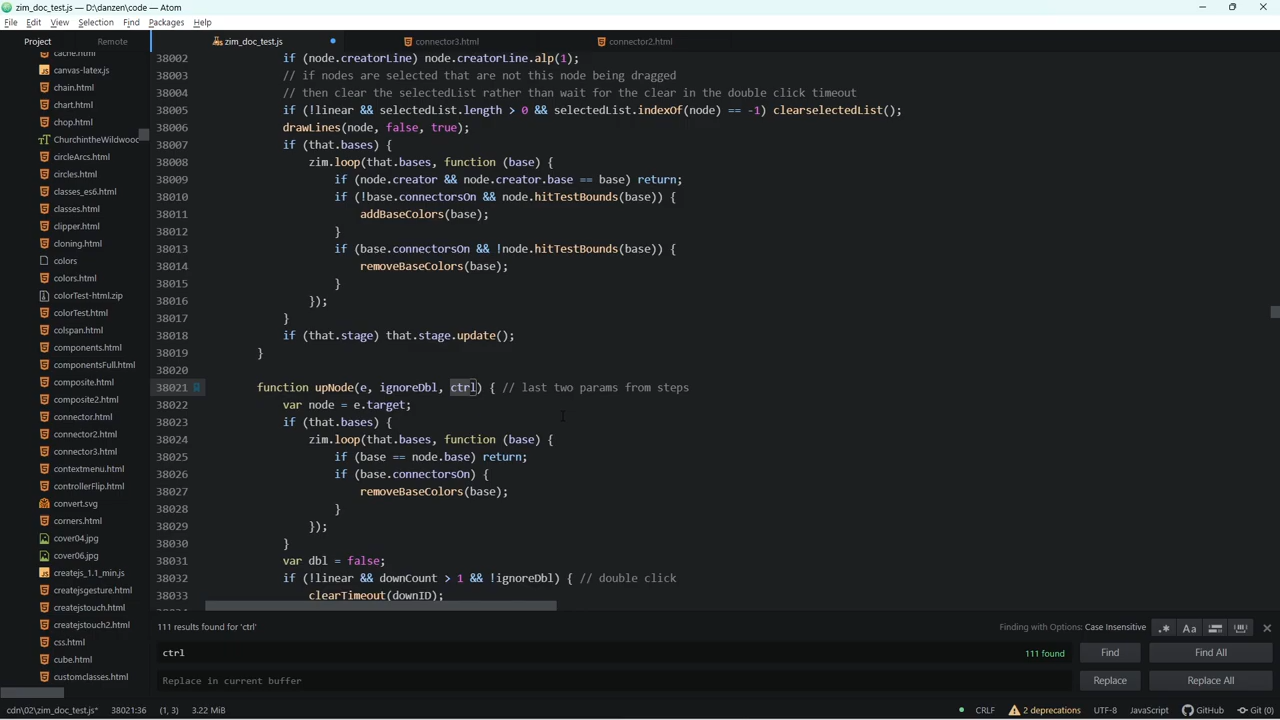 zim_doc_test.js — D:\danzen\code — Atom
File Edit View Selection Find Packages Help
Project Remote
zim_doc_test.js connector3.html connector2.html
cache.html
canvas-latex.js
chain.html
chart.html
chop.html
ChurchintheWildwood
circleArcs.html
circles.html
classes_es6.html
classes.html
clipper.html
cloning.html
colors
colors.html
colorTest-html.zip
colorTest.html
colspan.html
components.html
componentsFull.html
composite.html
composite2.html
connector.html
connector2.html
connector3.html
contextmenu.html
controllerFlip.html
convert.svg
corners.html
cover04.jpg
cover06.jpg
createjs_1.1_min.js
createjsgesture.html
createjstouch.html
createjstouch2.html
css.html
cube.html
customclasses.html
38002 if (node.creatorLine) node.creatorLine.alp(1);
38003 // if nodes are selected that are not this node being dragged
38004 // then clear the selectedList rather than wait for the clear in the double click timeout
38005 if (!linear && selectedList.length > 0 && selectedList.indexOf(node) == -1) clearselectedList();
38006 drawLines(node, false, true);
38007 if (that.bases) {
38008 zim.loop(that.bases, function (base) {
38009 if (node.creator && node.creator.base == base) return;
38010 if (!base.connectorsOn && node.hitTestBounds(base)) {
38011 addBaseColors(base);
38012 }
38013 if (base.connectorsOn && !node.hitTestBounds(base)) {
38014 removeBaseColors(base);
38015 }
38016 });
38017 }
38018 if (that.stage) that.stage.update();
38019 }
38020
38021 function upNode(e, ignoreDbl, ctrl) { // last two params from steps
38022 var node = e.target;
38023 if (that.bases) {
38024 zim.loop(that.bases, function (base) {
38025 if (base == node.base) return;
38026 if (base.connectorsOn) {
38027 removeBaseColors(base);
38028 }
38029 });
38030 }
38031 var dbl = false;
38032 if (!linear && downCount > 1 && !ignoreDbl) { // double click
38033 clearTimeout(downID);
111 results found for 'ctrl' Finding with Options: Case Insensitive .* Aa
ctrl 111 found Find Find All
Replace in current buffer Replace Replace All
cdn\02\zim_doc_test.js* 38021:36 (1, 3) 3.22 MiB CRLF 2 deprecations UTF-8 JavaScript GitHub Git (0)